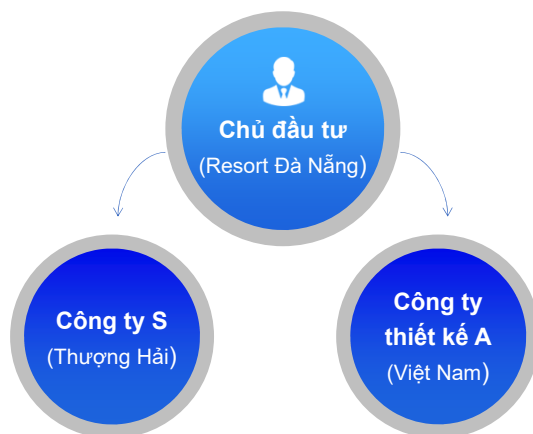 Chủ đầu tư
(Resort Đà Nẵng)
Công ty S
(Thượng Hải)
Công ty
thiết kế A
(Việt Nam)